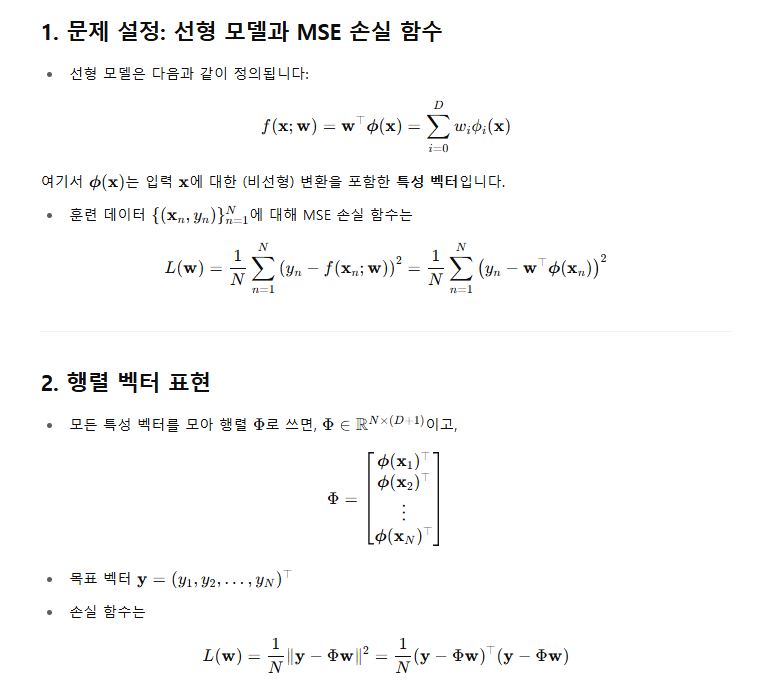 1. 문제 설정: 선형 모델과 MSE 손실 함수
• 선형 모델은 다음과 같이 정의됩니다:
$f(\mathbf{x};\mathbf{w}) = \mathbf{w}^\top \boldsymbol{\phi}(\mathbf{x}) = \sum_{i=0}^{D} w_i \phi_i(\mathbf{x})$
여기서 $\boldsymbol{\phi}(\mathbf{x})$는 입력 $\mathbf{x}$에 대한 (비선형) 변환을 포함한 특성 벡터입니다.
• 훈련 데이터 $\{(\mathbf{x}_n, y_n)\}_{n=1}^{N}$에 대해 MSE 손실 함수는
$L(\mathbf{w}) = \frac{1}{N} \sum_{n=1}^{N} (y_n - f(\mathbf{x}_n;\mathbf{w}))^2 = \frac{1}{N} \sum_{n=1}^{N} (y_n - \mathbf{w}^\top \boldsymbol{\phi}(\mathbf{x}_n))^2$
2. 행렬 벡터 표현
• 모든 특성 벡터를 모아 행렬 $\Phi$로 쓰면, $\Phi \in \mathbb{R}^{N \times (D+1)}$이고,
$\Phi = \begin{bmatrix} \boldsymbol{\phi}(\mathbf{x}_1)^\top \\ \boldsymbol{\phi}(\mathbf{x}_2)^\top \\ \vdots \\ \boldsymbol{\phi}(\mathbf{x}_N)^\top \end{bmatrix}$
• 목표 벡터 $\mathbf{y} = (y_1, y_2, \ldots, y_N)^\top$
• 손실 함수는
$L(\mathbf{w}) = \frac{1}{N} \|\mathbf{y} - \Phi\mathbf{w}\|^2 = \frac{1}{N} (\mathbf{y} - \Phi\mathbf{w})^\top (\mathbf{y} - \Phi\mathbf{w})$